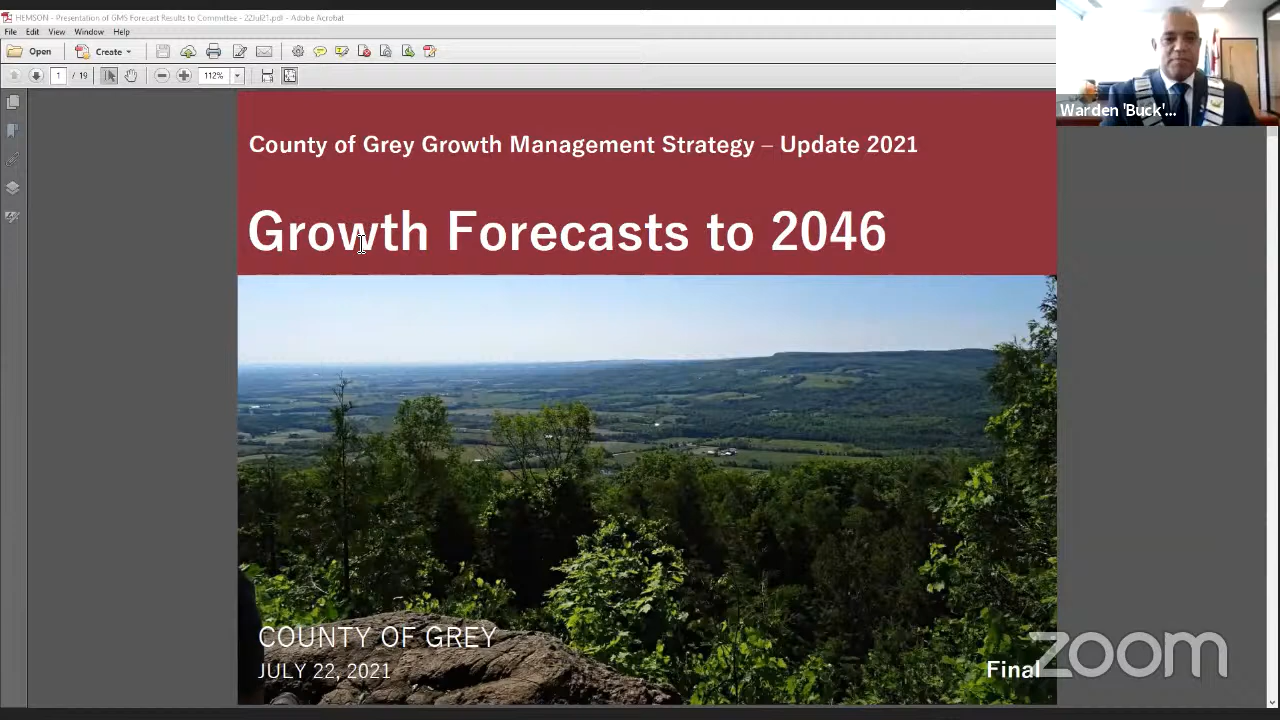 HEMSON - Presentation of GMS Forecast Results to Committee - 22Jul21.pdf - Adobe Acrobat
File Edit View Window Help
Open Create
1 / 19 112%
Warden 'Buck'...
County of Grey Growth Management Strategy – Update 2021
Growth Forecasts to 2046
COUNTY OF GREY
JULY 22, 2021
Final
zoom